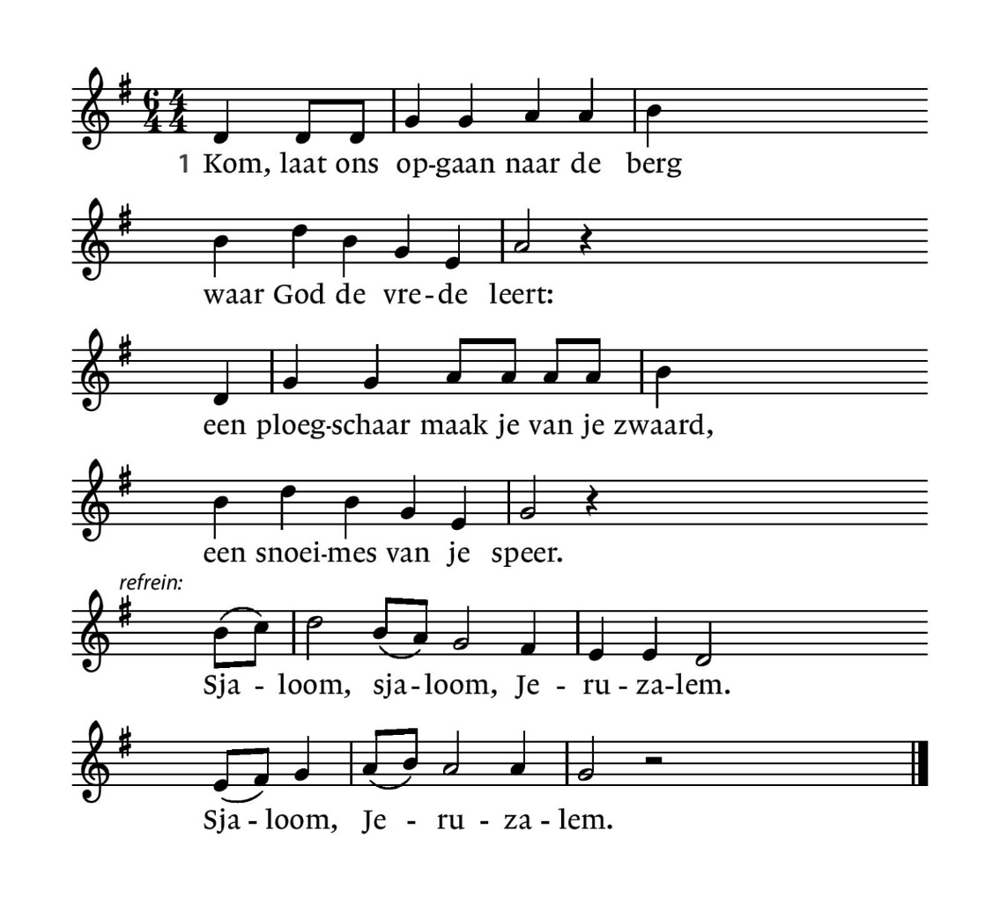 6 4
4 4
1 Kom, laat ons op-gaan naar de berg
waar God de vre-de leert:
een ploeg-schaar maak je van je zwaard,
een snoei-mes van je speer.
refrein:
Sja - loom, sja-loom, Je - ru - za-lem.
Sja - loom, Je - ru - za - lem.